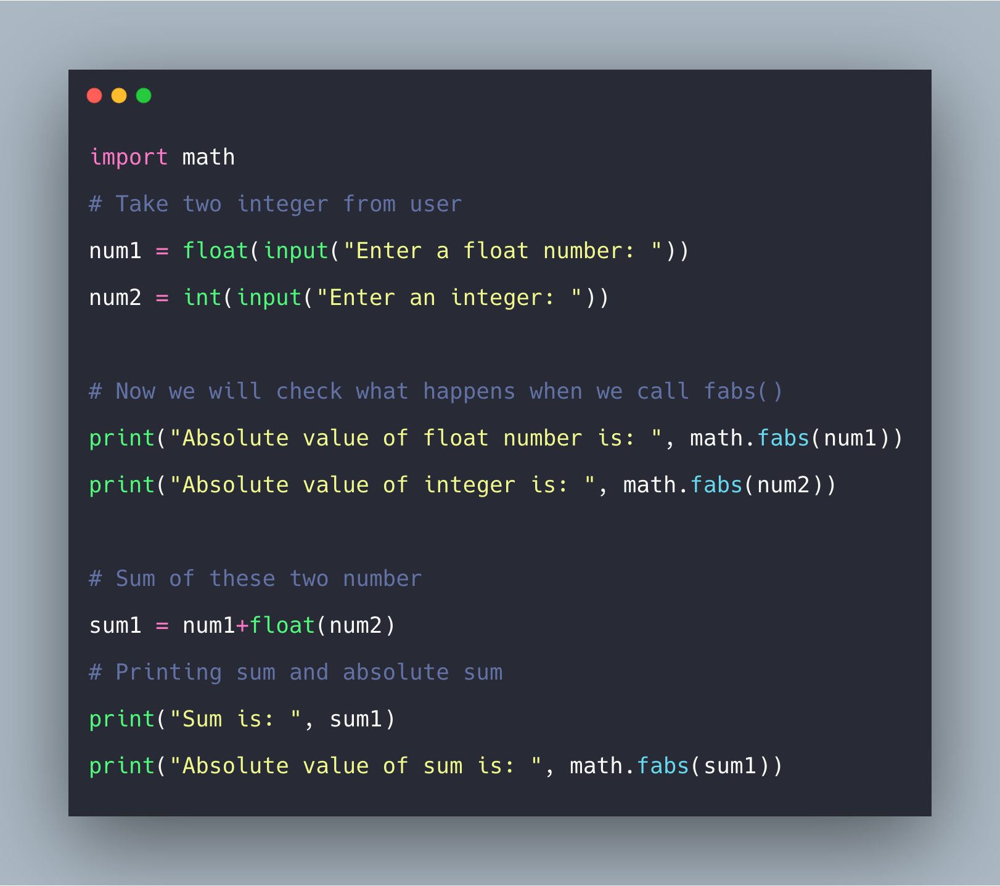 import math
# Take two integer from user
num1 = float(input("Enter a float number: "))
num2 = int(input("Enter an integer: "))
# Now we will check what happens when we call fabs()
print("Absolute value of float number is: ", math.fabs(num1))
print("Absolute value of integer is: ", math.fabs(num2))
# Sum of these two number
sum1 = num1+float(num2)
# Printing sum and absolute sum
print("Sum is: ", sum1)
print("Absolute value of sum is: ", math.fabs(sum1))